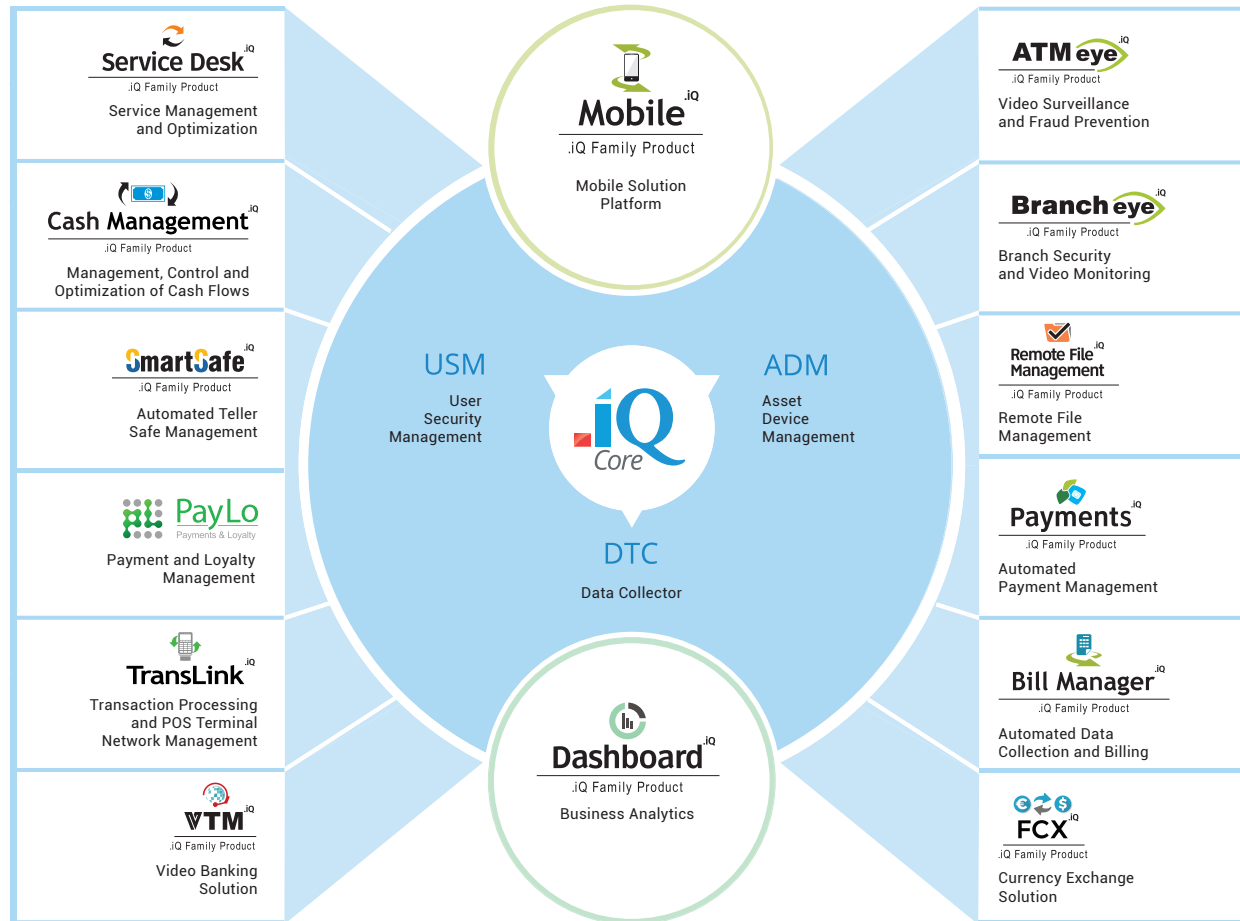 Service Desk .iQ
.iQ Family Product
Service Management
and Optimization
Cash Management .iQ
.iQ Family Product
Management, Control and
Optimization of Cash Flows
SmartSafe .iQ
.iQ Family Product
Automated Teller
Safe Management
PayLo
Payments & Loyalty
Payment and Loyalty
Management
TransLink .iQ
Transaction Processing
and POS Terminal
Network Management
VTM .iQ
.iQ Family Product
Video Banking
Solution
Mobile .iQ
.iQ Family Product
Mobile Solution
Platform
USM
User
Security
Management
.iQ
Core
ADM
Asset
Device
Management
DTC
Data Collector
Dashboard .iQ
.iQ Family Product
Business Analytics
ATM eye .iQ
.iQ Family Product
Video Surveillance
and Fraud Prevention
Branch eye .iQ
.iQ Family Product
Branch Security
and Video Monitoring
Remote File .iQ
Management
.iQ Family Product
Remote File
Management
Payments .iQ
.iQ Family Product
Automated
Payment Management
Bill Manager .iQ
.iQ Family Product
Automated Data
Collection and Billing
€ $
FCX .iQ
.iQ Family Product
Currency Exchange
Solution